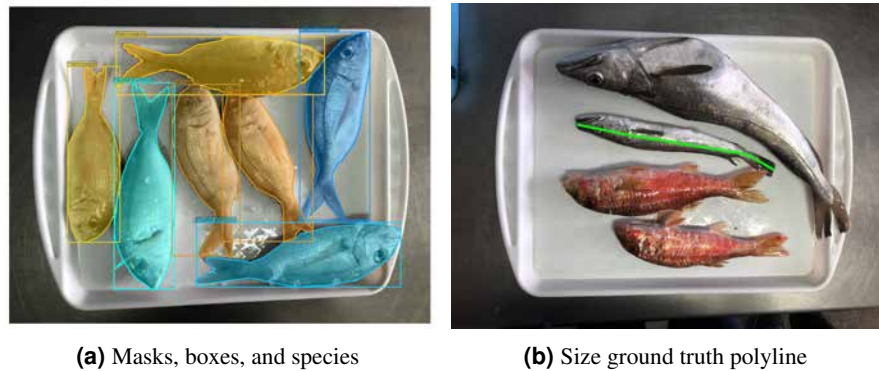 (a) Masks, boxes, and species
(b) Size ground truth polyline